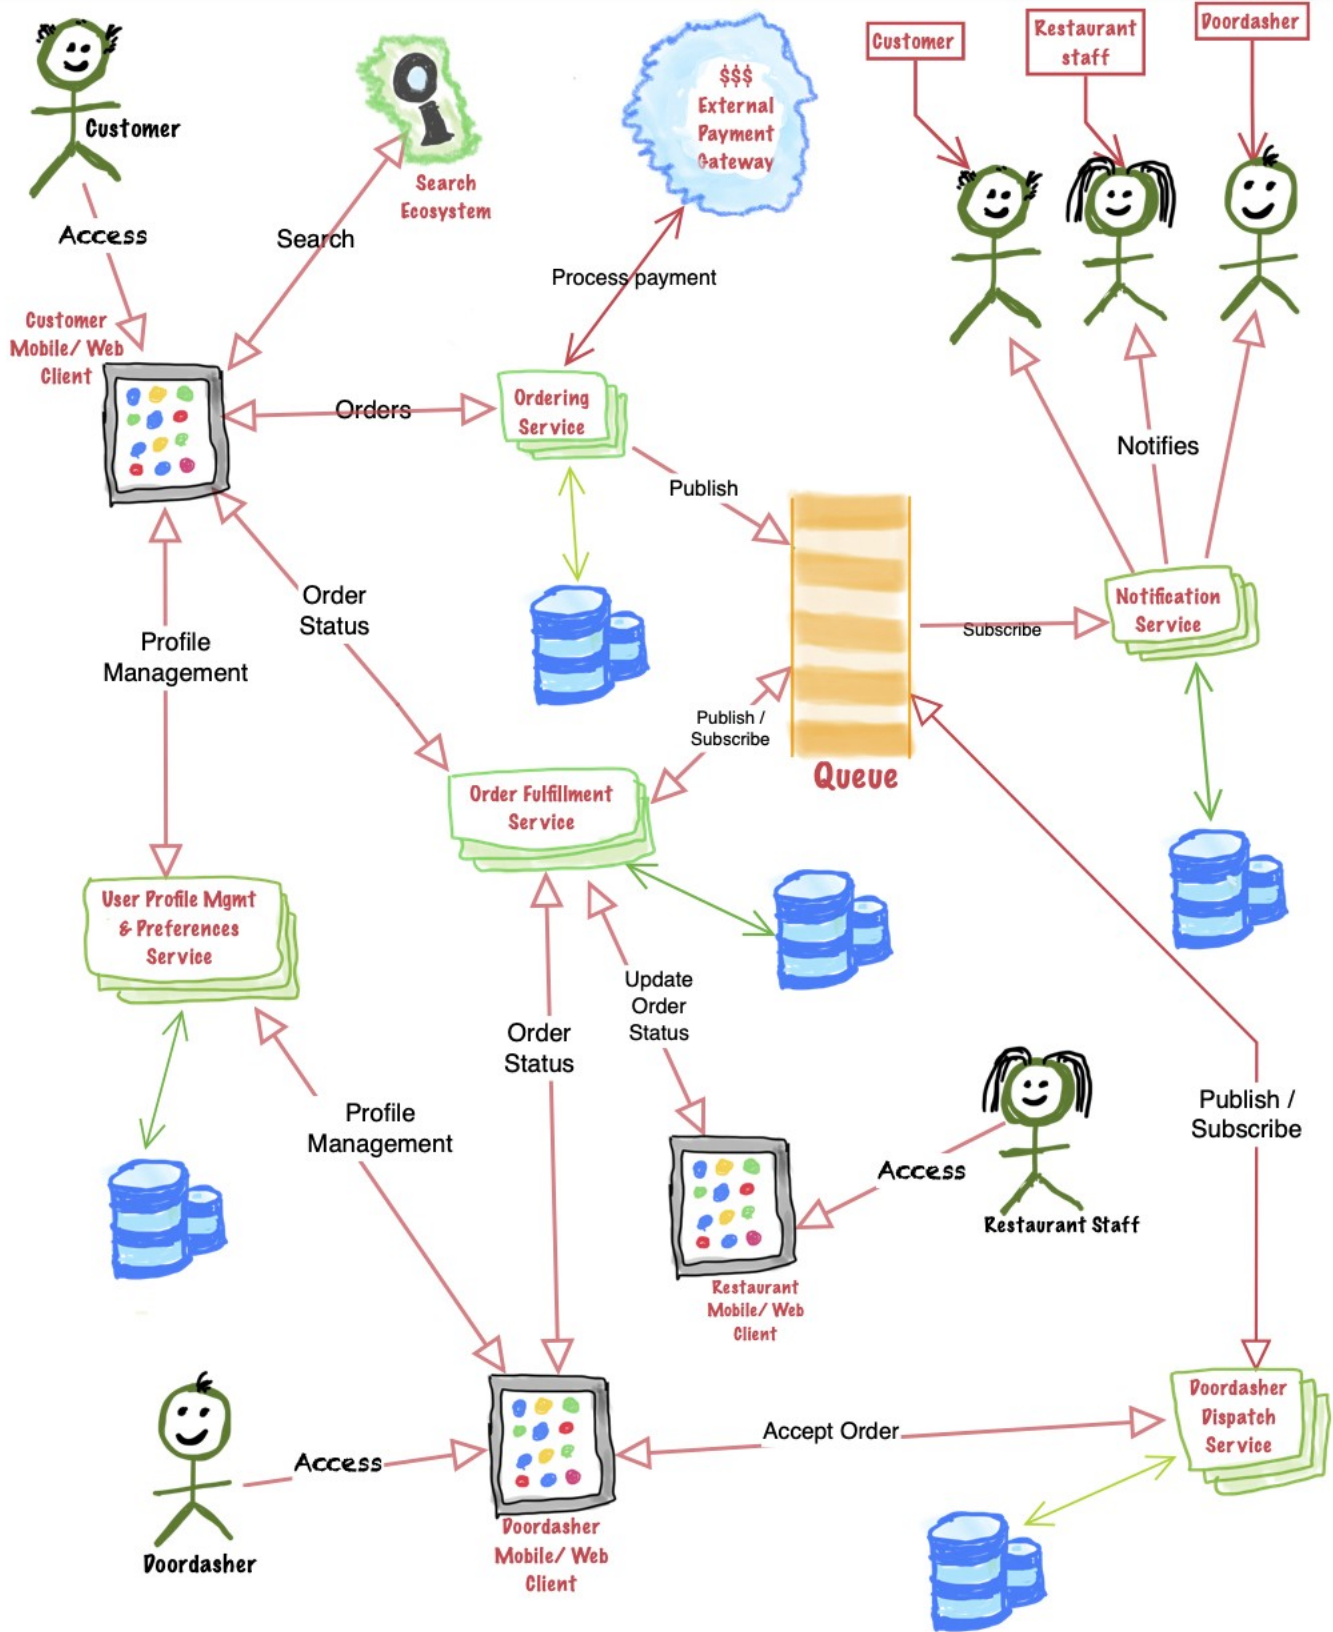 Customer
Restaurant
staff
Doordasher
$$$
External
Payment
Gateway
Customer
Search
Ecosystem
Access
Search
Process payment
Customer
Mobile/ Web
Client
Ordering
Service
Orders
Notifies
Publish
Order
Status
Notification
Service
Subscribe
Profile
Management
Publish /
Subscribe
Queue
Order Fulfillment
Service
User Profile Mgmt
& Preferences
Service
Update
Order
Status
Order
Status
Profile
Management
Publish /
Subscribe
Access
Restaurant Staff
Restaurant
Mobile/ Web
Client
Doordasher
Dispatch
Service
Accept Order
Access
Doordasher
Mobile/ Web
Client
Doordasher